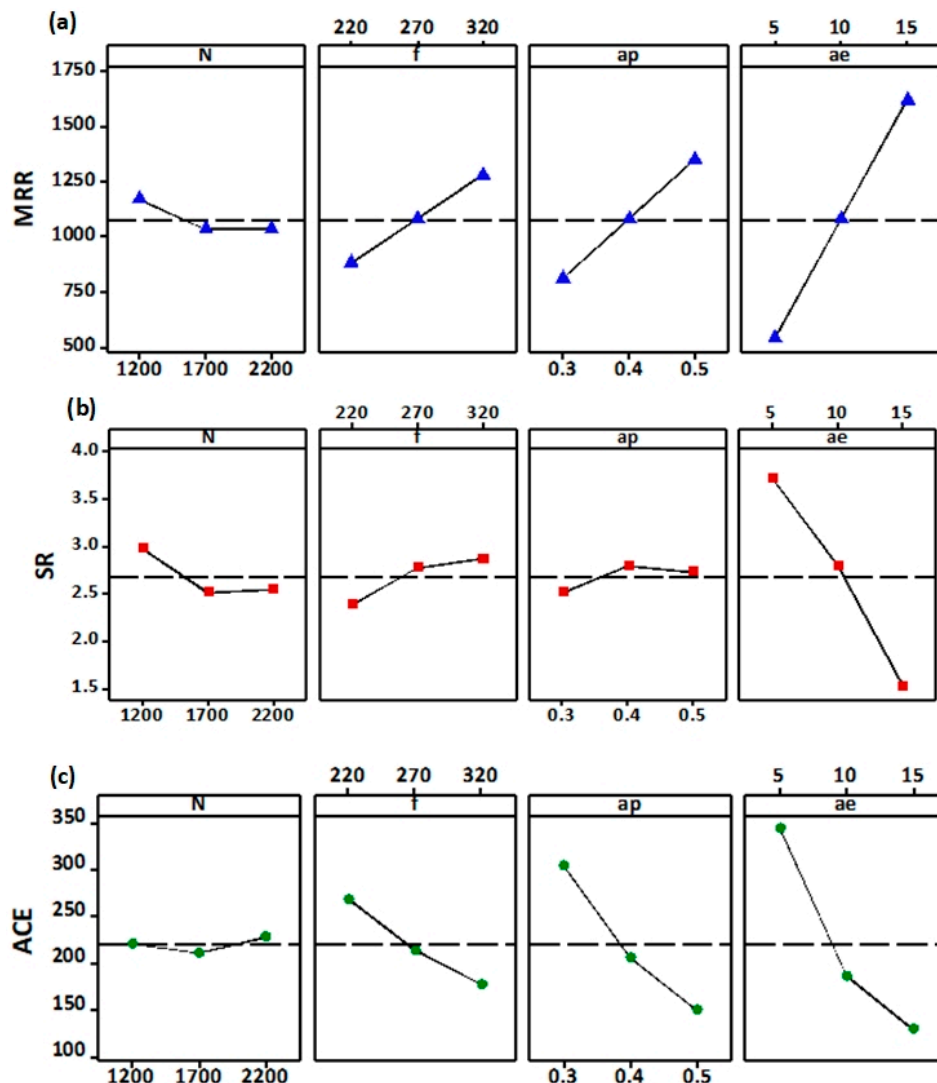 (a)
220 270 320
5 10 15
N
f
ap
ae
MRR
1750
1500
1250
1000
750
500
1200 1700 2200
0.3 0.4 0.5
(b)
220 270 320
5 10 15
N
f
ap
ae
SR
4.0
3.5
3.0
2.5
2.0
1.5
1200 1700 2200
0.3 0.4 0.5
(c)
220 270 320
5 10 15
N
f
ap
ae
ACE
350
300
250
200
150
100
1200 1700 2200
0.3 0.4 0.5